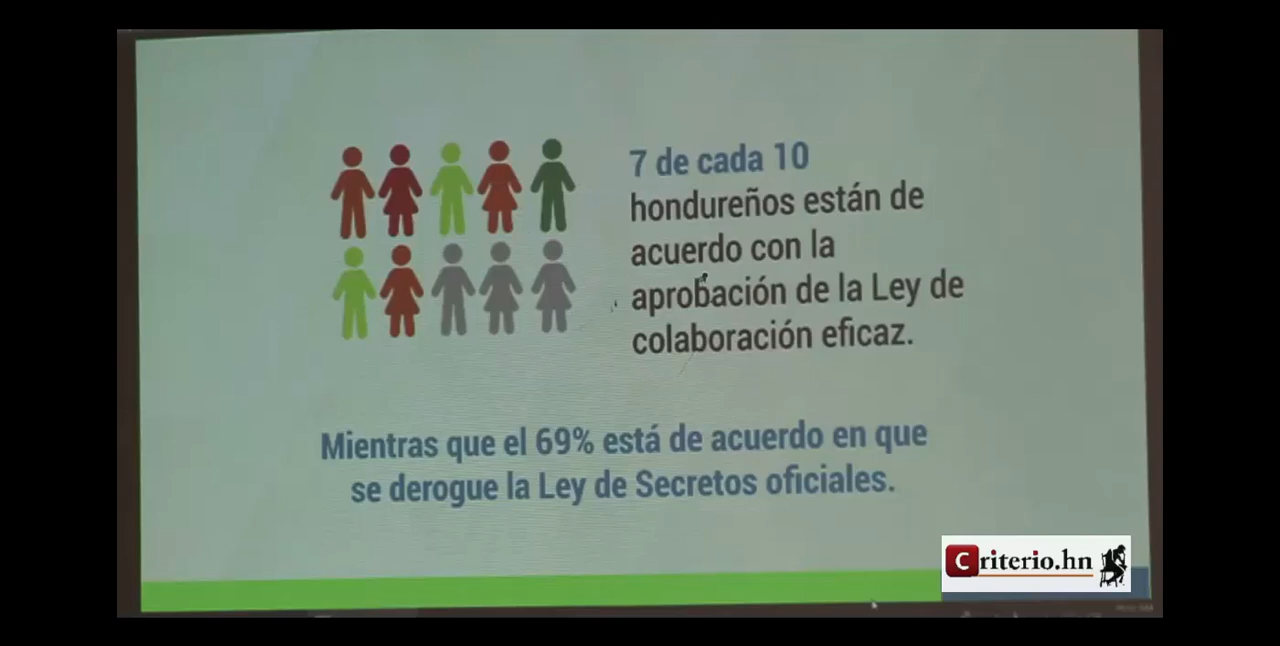 7 de cada 10
hondureños están de
acuerdo con la
aprobación de la Ley de
colaboración eficaz.
Mientras que el 69% está de acuerdo en que
se derogue la Ley de Secretos oficiales.
Criterio.hn